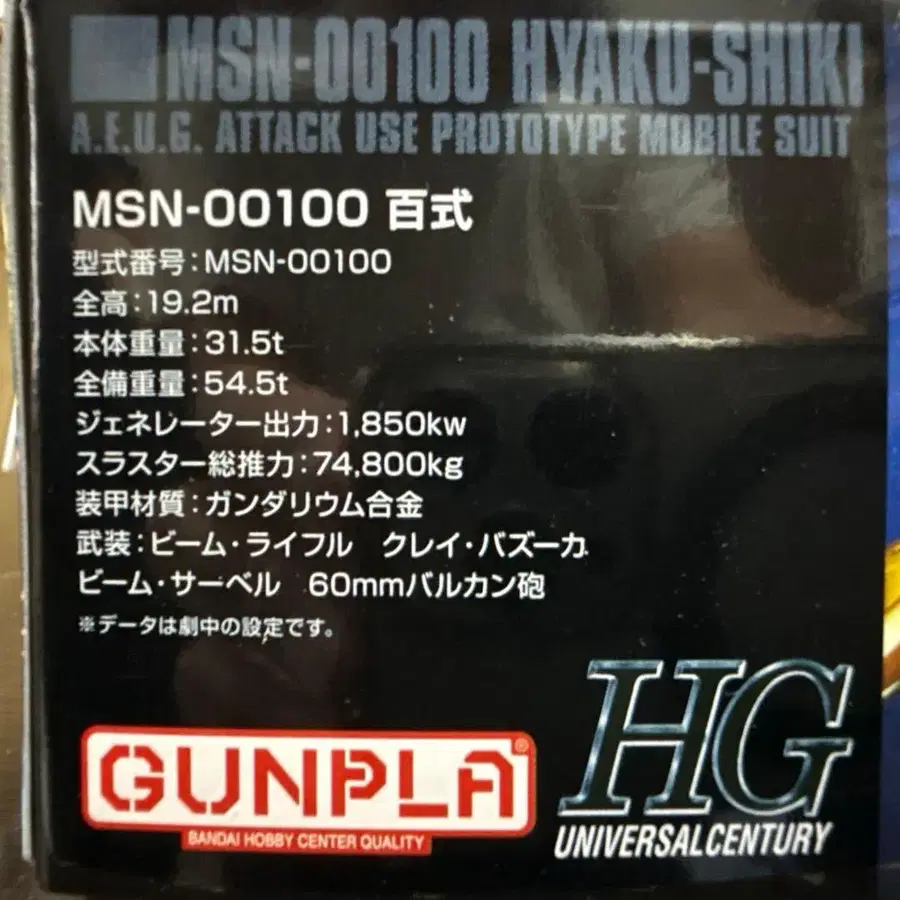 MSN-00100 HYAKU-SHIKI
A.E.U.G. ATTACK USE PROTOTYPE MOBILE SUIT
MSN-00100 百式
型式番号:MSN-00100
全高:19.2m
本体重量:31.5t
全備重量:54.5t
ジェネレーター出力:1,850kw
スラスター総推力:74,800kg
装甲材質:ガンダリウム合金
武装:ビーム・ライフル クレイ・バズーカ
ビーム・サーベル 60mmバルカン砲
※データは劇中の設定です。
GUNPLA®
BANDAI HOBBY CENTER QUALITY
HG
UNIVERSAL CENTURY